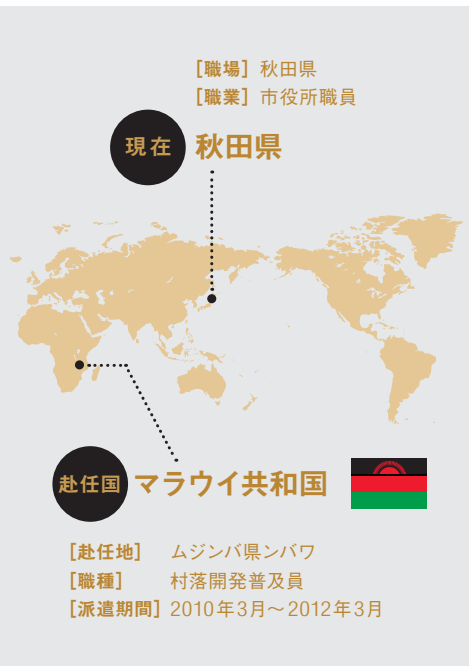 [職場] 秋田県
[職業] 市役所職員
現在 秋田県
赴任国 マラウイ共和国
[赴任地] ムジンバ県ンバワ
[職種] 村落開発普及員
[派遣期間] 2010年3月〜2012年3月